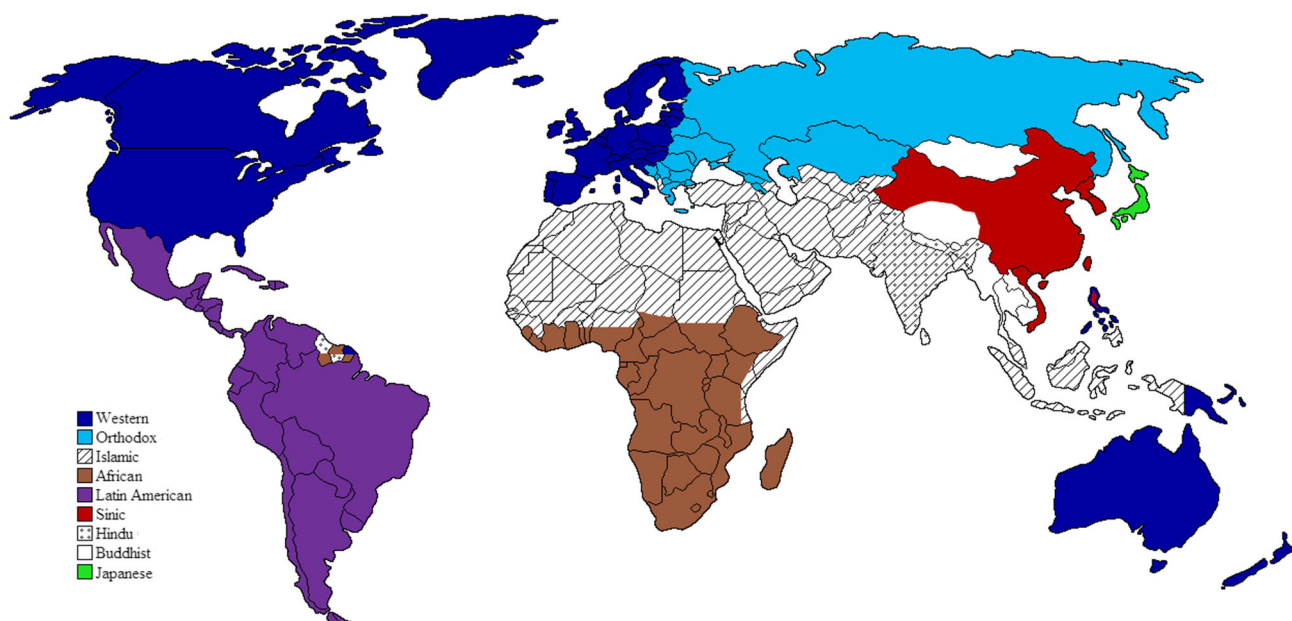 Western
Orthodox
Islamic
African
Latin American
Sinic
Hindu
Buddhist
Japanese